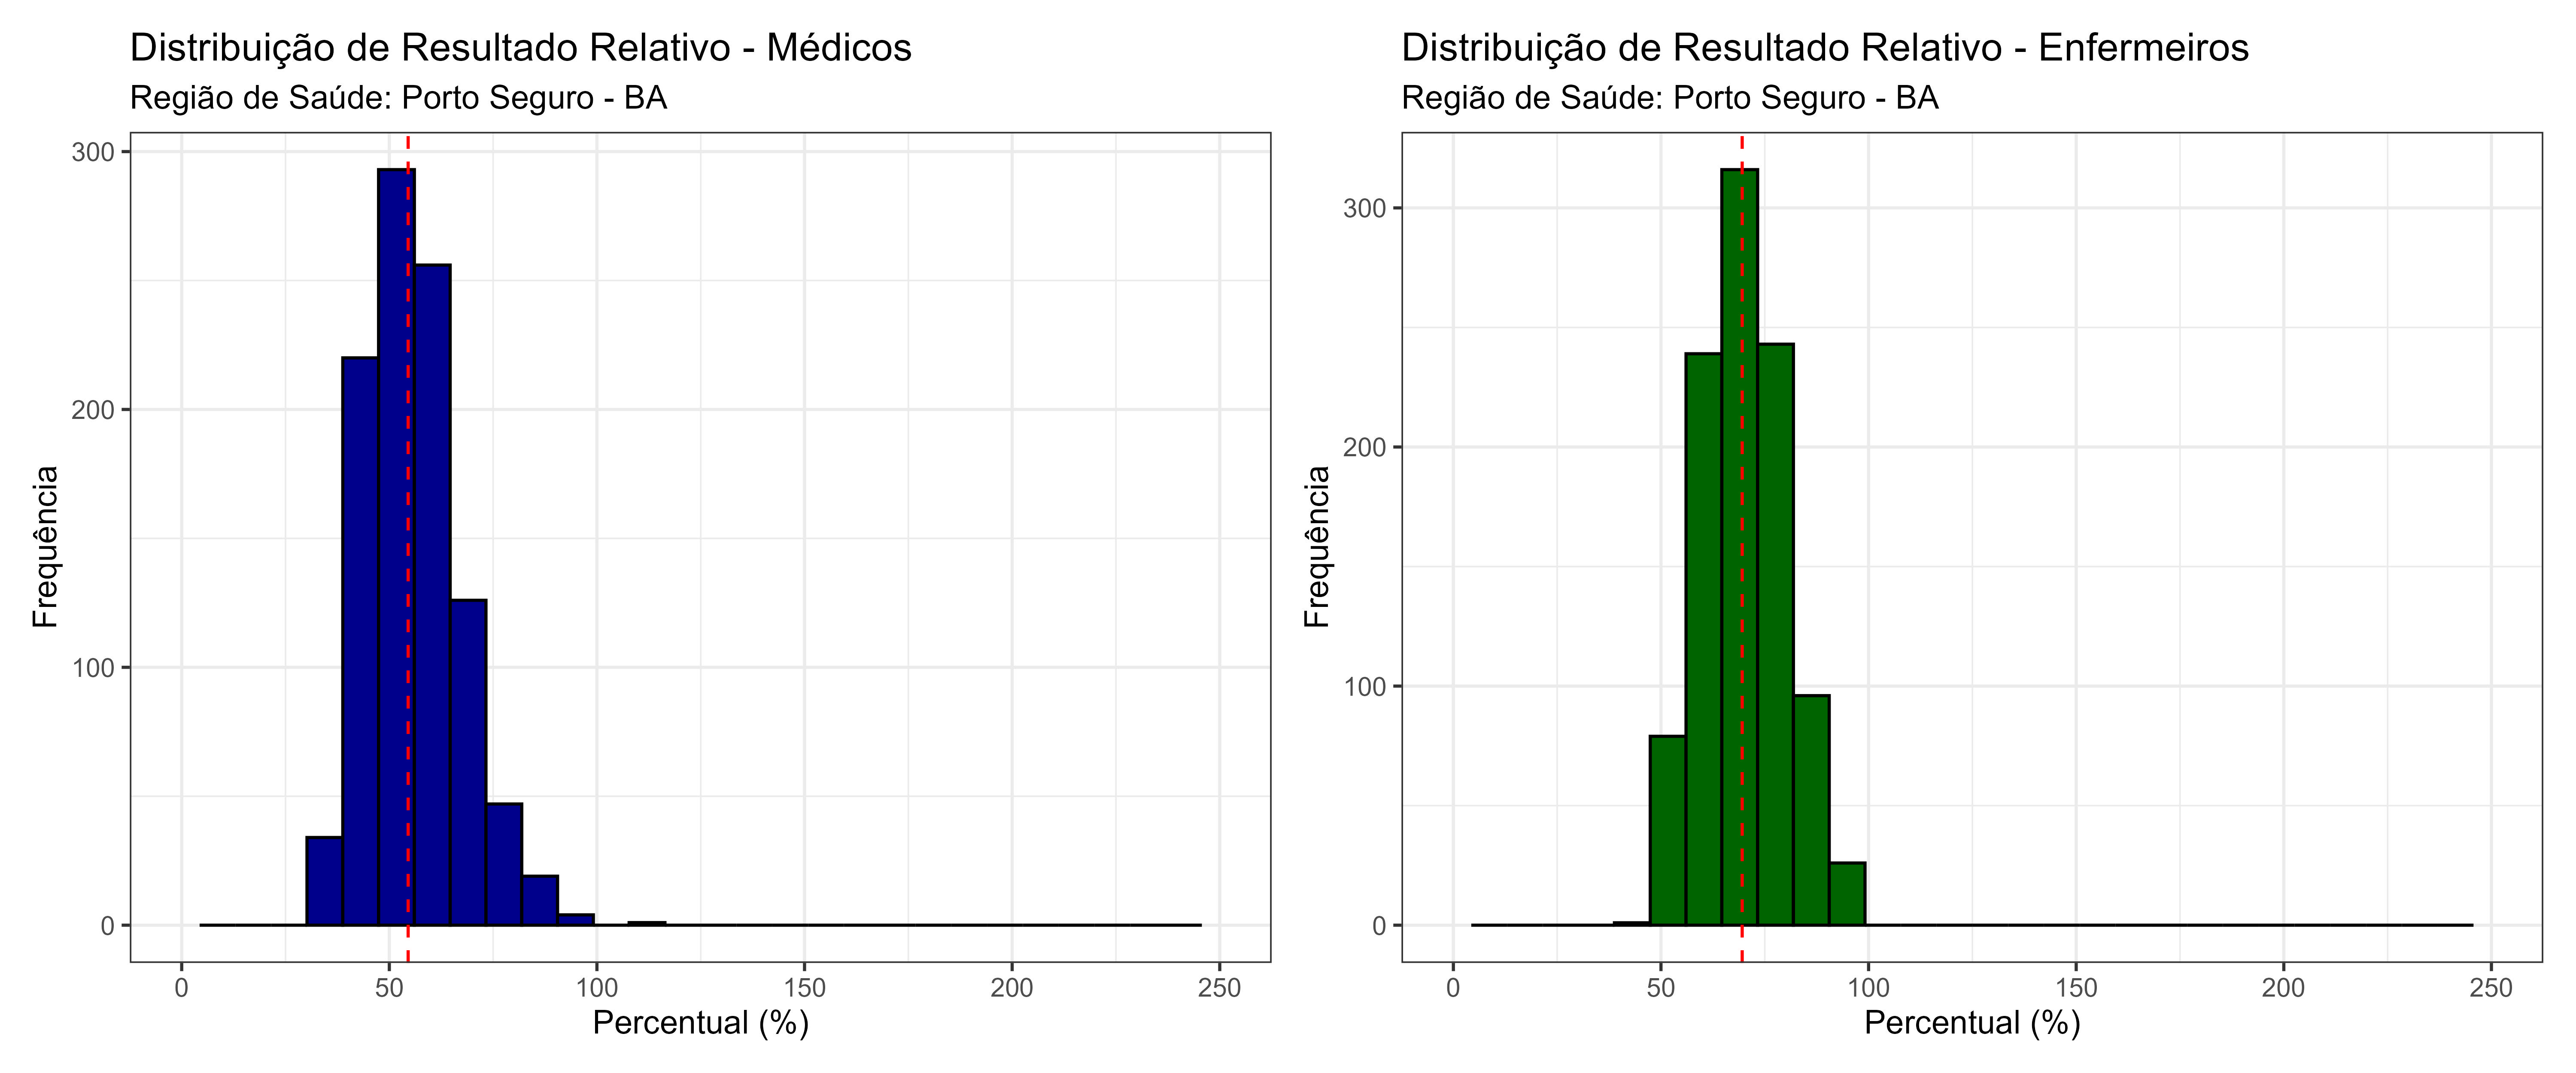 Distribuição de Resultado Relativo - Médicos
Região de Saúde: Porto Seguro - BA
300
200
100
0
Frequência
0 50 100 150 200 250
Percentual (%)
Distribuição de Resultado Relativo - Enfermeiros
Região de Saúde: Porto Seguro - BA
300
200
100
0
Frequência
0 50 100 150 200 250
Percentual (%)